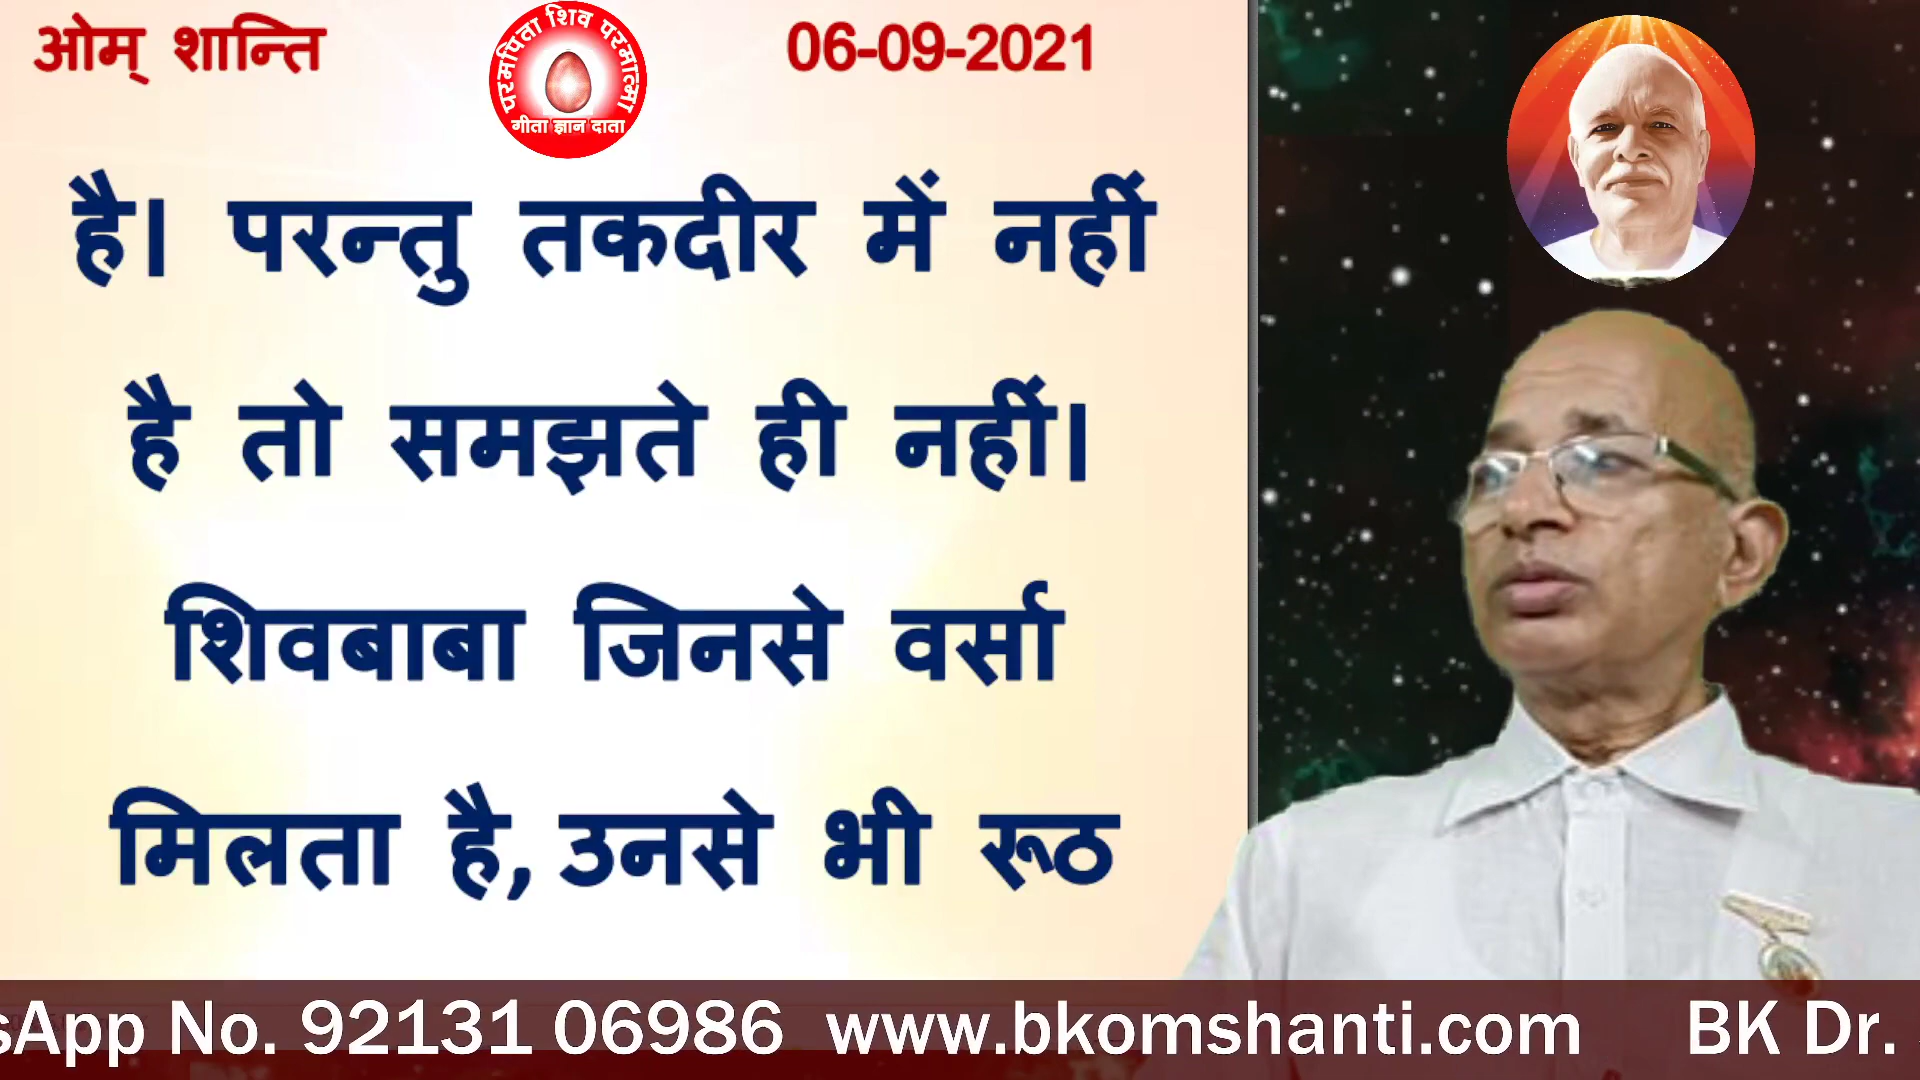 ओम् शान्ति
परमपिता शिव परमात्मा
गीता ज्ञान दाता
06-09-2021
है। परन्तु तकदीर में नहीं
है तो समझते ही नहीं।
शिवबाबा जिनसे वर्सा
मिलता है, उनसे भी रूठ
sApp No. 92131 06986 www.bkomshanti.com BK Dr.